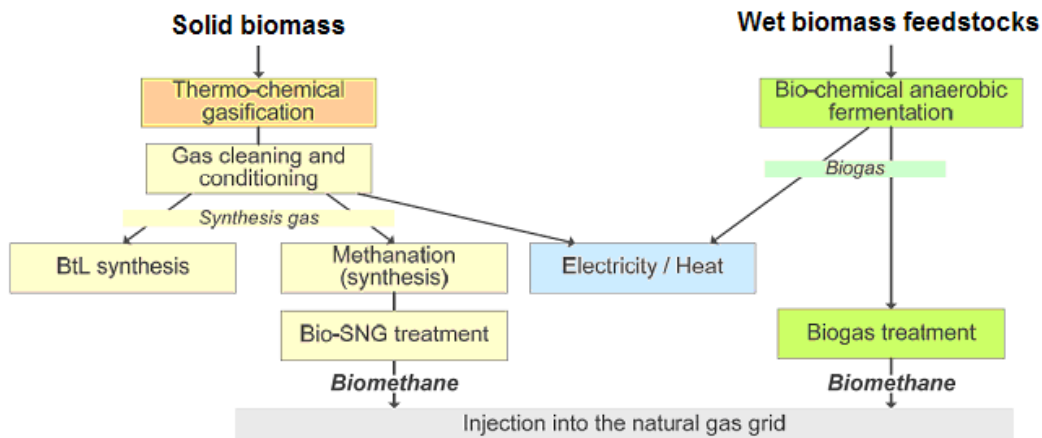 Solid biomass
Wet biomass feedstocks
Thermo-chemical
gasification
Bio-chemical anaerobic
fermentation
Gas cleaning and
conditioning
Biogas
Synthesis gas
BtL synthesis
Methanation
(synthesis)
Electricity / Heat
Bio-SNG treatment
Biogas treatment
Biomethane
Biomethane
Injection into the natural gas grid